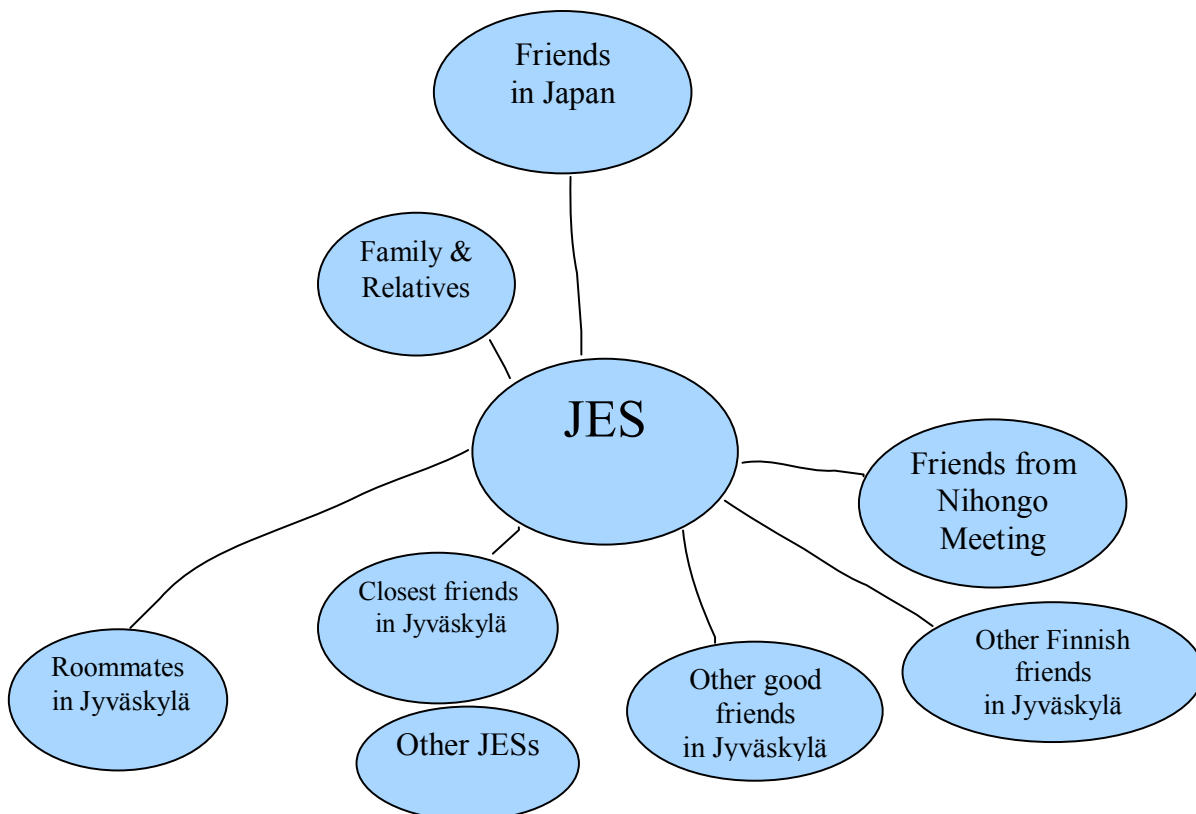 Friends
in Japan
Family &
Relatives
JES
Friends from
Nihongo
Meeting
Closest friends
in Jyväskylä
Roommates
in Jyväskylä
Other JESs
Other good
friends
in Jyväskylä
Other Finnish
friends
in Jyväskylä